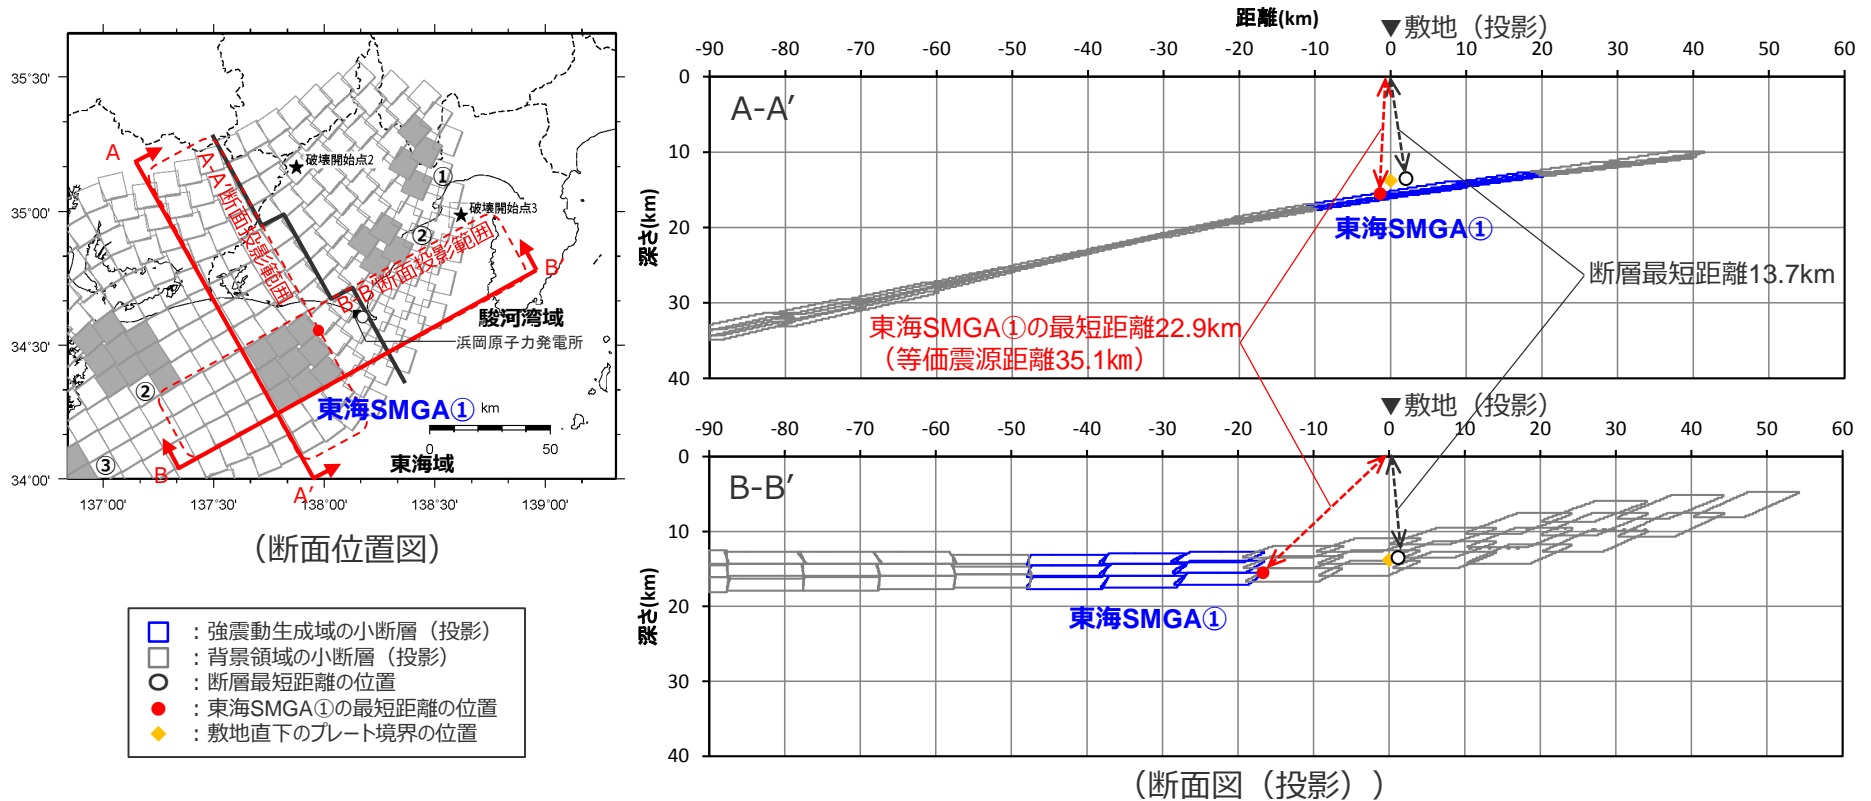 35°30'
35°00'
34°30'
34°00'
137°00'
137°30'
138°00'
138°30'
139°00'
A
A-A'断面投影範囲
破壊開始点2
①
破壊開始点3
②
B-B'断面投影範囲
B'
駿河湾域
浜岡原子力発電所
②
東海SMGA①
km
0
50
東海域
③
B
A'
（断面位置図）
：強震動生成域の小断層（投影）
：背景領域の小断層（投影）
：断層最短距離の位置
：東海SMGA①の最短距離の位置
：敷地直下のプレート境界の位置
距離(km)
▼敷地（投影）
-90 -80 -70 -60 -50 -40 -30 -20 -10 0 10 20 30 40 50 60
0
10
20
30
40
深さ(km)
A-A′
東海SMGA①
断層最短距離13.7km
東海SMGA①の最短距離22.9km
（等価震源距離35.1km）
▼敷地（投影）
-90 -80 -70 -60 -50 -40 -30 -20 -10 0 10 20 30 40 50 60
0
10
20
30
40
深さ(km)
B-B′
東海SMGA①
（断面図（投影））